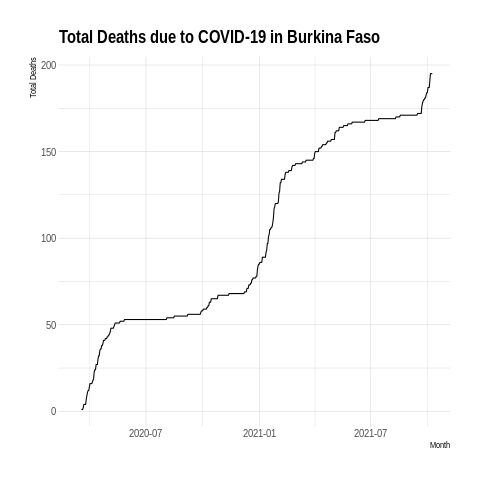 Total Deaths due to COVID-19 in Burkina Faso
Total Deaths
200
150
100
50
0
2020-07
2021-01
2021-07
Month